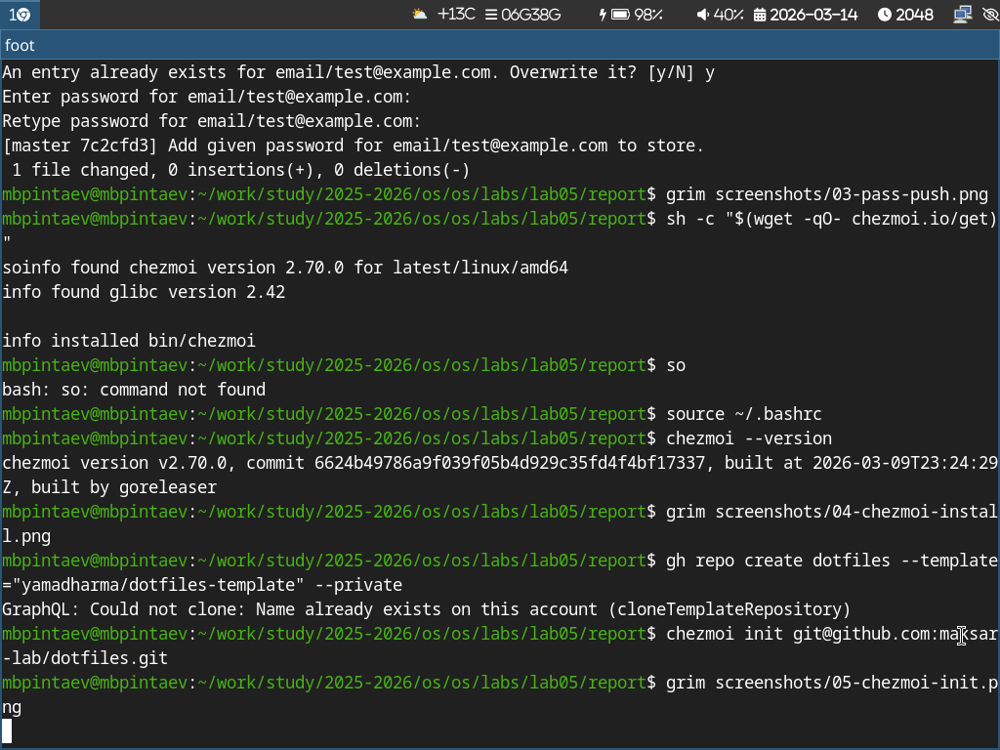 1 +13C 06G38G 98% 40% 2026-03-14 2048
foot
An entry already exists for email/test@example.com. Overwrite it? [y/N] y
Enter password for email/test@example.com:
Retype password for email/test@example.com:
[master 7c2cfd3] Add given password for email/test@example.com to store.
 1 file changed, 0 insertions(+), 0 deletions(-)
mbpintaev@mbpintaev:~/work/study/2025-2026/os/os/labs/lab05/report$ grim screenshots/03-pass-push.png
mbpintaev@mbpintaev:~/work/study/2025-2026/os/os/labs/lab05/report$ sh -c "$(wget -qO- chezmoi.io/get)
"
soinfo found chezmoi version 2.70.0 for latest/linux/amd64
info found glibc version 2.42
info installed bin/chezmoi
mbpintaev@mbpintaev:~/work/study/2025-2026/os/os/labs/lab05/report$ so
bash: so: command not found
mbpintaev@mbpintaev:~/work/study/2025-2026/os/os/labs/lab05/report$ source ~/.bashrc
mbpintaev@mbpintaev:~/work/study/2025-2026/os/os/labs/lab05/report$ chezmoi --version
chezmoi version v2.70.0, commit 6624b49786a9f039f05b4d929c35fd4f4bf17337, built at 2026-03-09T23:24:29
Z, built by goreleaser
mbpintaev@mbpintaev:~/work/study/2025-2026/os/os/labs/lab05/report$ grim screenshots/04-chezmoi-instal
l.png
mbpintaev@mbpintaev:~/work/study/2025-2026/os/os/labs/lab05/report$ gh repo create dotfiles --template
="yamadharma/dotfiles-template" --private
GraphQL: Could not clone: Name already exists on this account (cloneTemplateRepository)
mbpintaev@mbpintaev:~/work/study/2025-2026/os/os/labs/lab05/report$ chezmoi init git@github.com:maksar
-lab/dotfiles.git
mbpintaev@mbpintaev:~/work/study/2025-2026/os/os/labs/lab05/report$ grim screenshots/05-chezmoi-init.p
ng